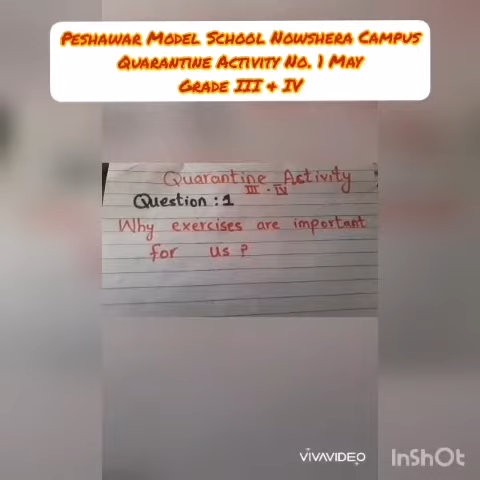 PESHAWAR MODEL SCHOOL NOWSHERA CAMPUS
QUARANTINE ACTIVITY NO. 1 MAY
GRADE III & IV
Quarantine Activity
III - IV
Question : 1
Why exercises are important
for us ?
VIVAVIDEO InShOt